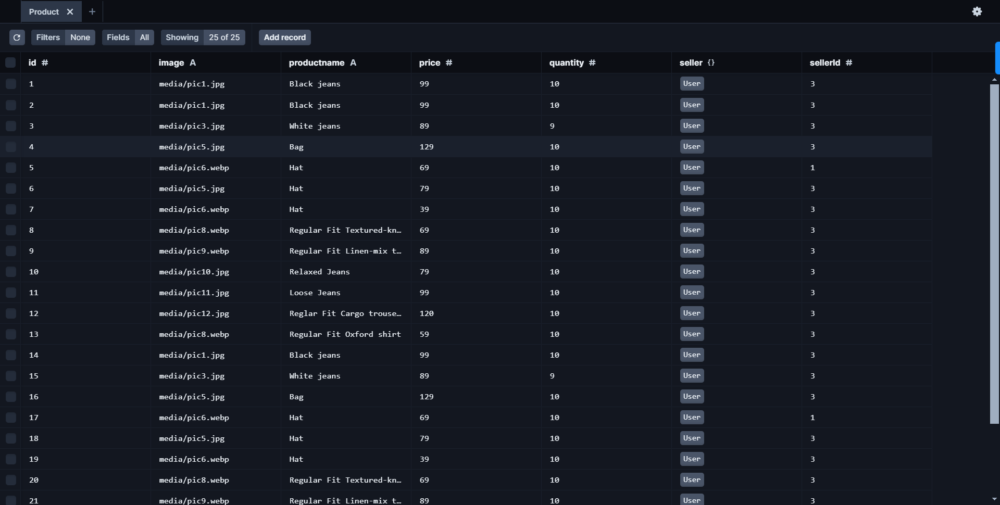 Product
Filters None Fields All Showing 25 of 25 Add record
id # image A productname A price # quantity # seller {} sellerId #
1 media/pic1.jpg Black jeans 99 10 User 3
2 media/pic1.jpg Black jeans 99 10 User 3
3 media/pic3.jpg White jeans 89 9 User 3
4 media/pic5.jpg Bag 129 10 User 3
5 media/pic6.webp Hat 69 10 User 1
6 media/pic5.jpg Hat 79 10 User 3
7 media/pic6.webp Hat 39 10 User 3
8 media/pic8.webp Regular Fit Textured-kn… 69 10 User 3
9 media/pic9.webp Regular Fit Linen-mix t… 89 10 User 3
10 media/pic10.jpg Relaxed Jeans 79 10 User 3
11 media/pic11.jpg Loose Jeans 99 10 User 3
12 media/pic12.jpg Reglar Fit Cargo trouse… 120 10 User 3
13 media/pic8.webp Regular Fit Oxford shirt 59 10 User 3
14 media/pic1.jpg Black jeans 99 10 User 3
15 media/pic3.jpg White jeans 89 9 User 3
16 media/pic5.jpg Bag 129 10 User 3
17 media/pic6.webp Hat 69 10 User 1
18 media/pic5.jpg Hat 79 10 User 3
19 media/pic6.webp Hat 39 10 User 3
20 media/pic8.webp Regular Fit Textured-kn… 69 10 User 3
21 media/pic9.webp Regular Fit Linen-mix t… 89 10 User 3